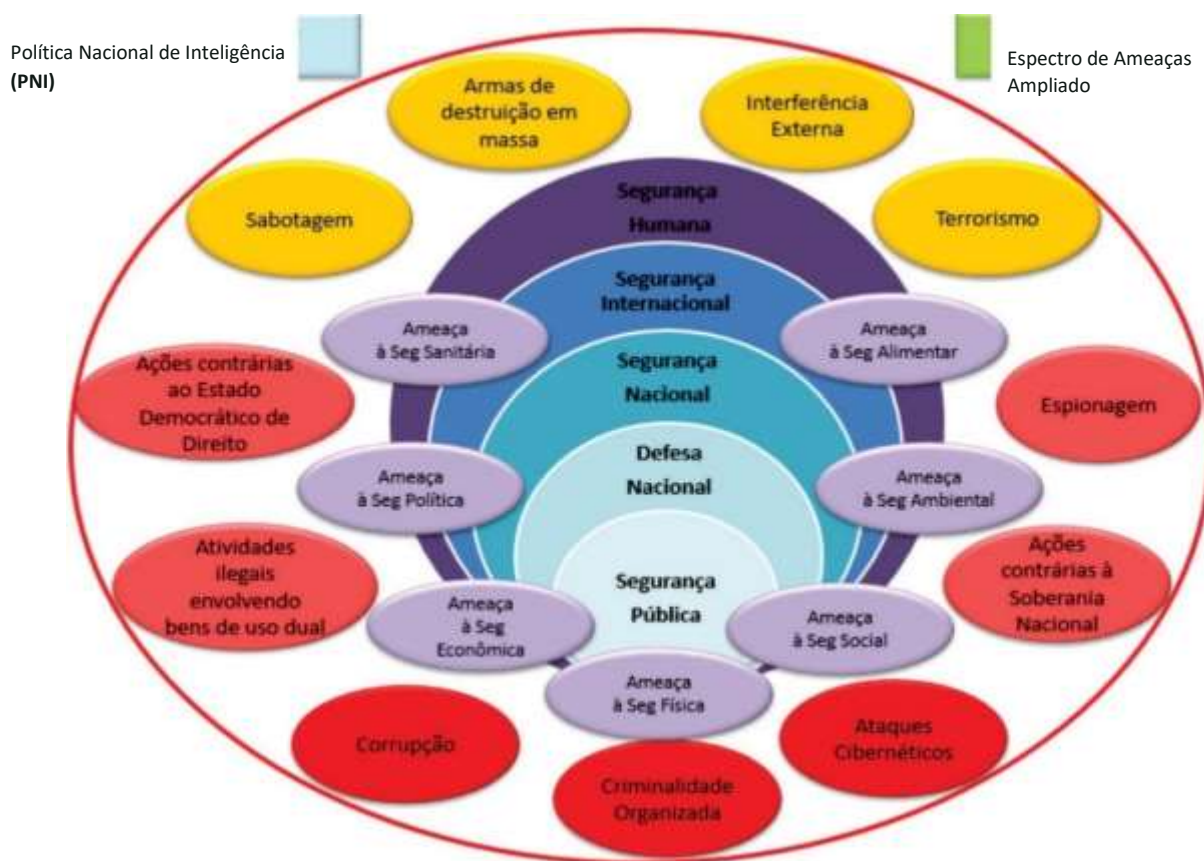 Política Nacional de Inteligência
(PNI)
Espectro de Ameaças
Ampliado
Armas de
destruição em
massa
Interferência
Externa
Sabotagem
Terrorismo
Segurança
Humana
Segurança
Internacional
Ameaça
à Seg Sanitária
Ameaça
à Seg Alimentar
Ações contrárias
ao Estado
Democrático de
Direito
Segurança
Nacional
Espionagem
Defesa
Nacional
Ameaça
à Seg Política
Ameaça
à Seg Ambiental
Atividades
ilegais
envolvendo
bens de uso dual
Ações
contrárias à
Soberania
Nacional
Segurança
Pública
Ameaça
à Seg
Econômica
Ameaça
à Seg Social
Ameaça
à Seg Física
Corrupção
Ataques
Cibernéticos
Criminalidade
Organizada